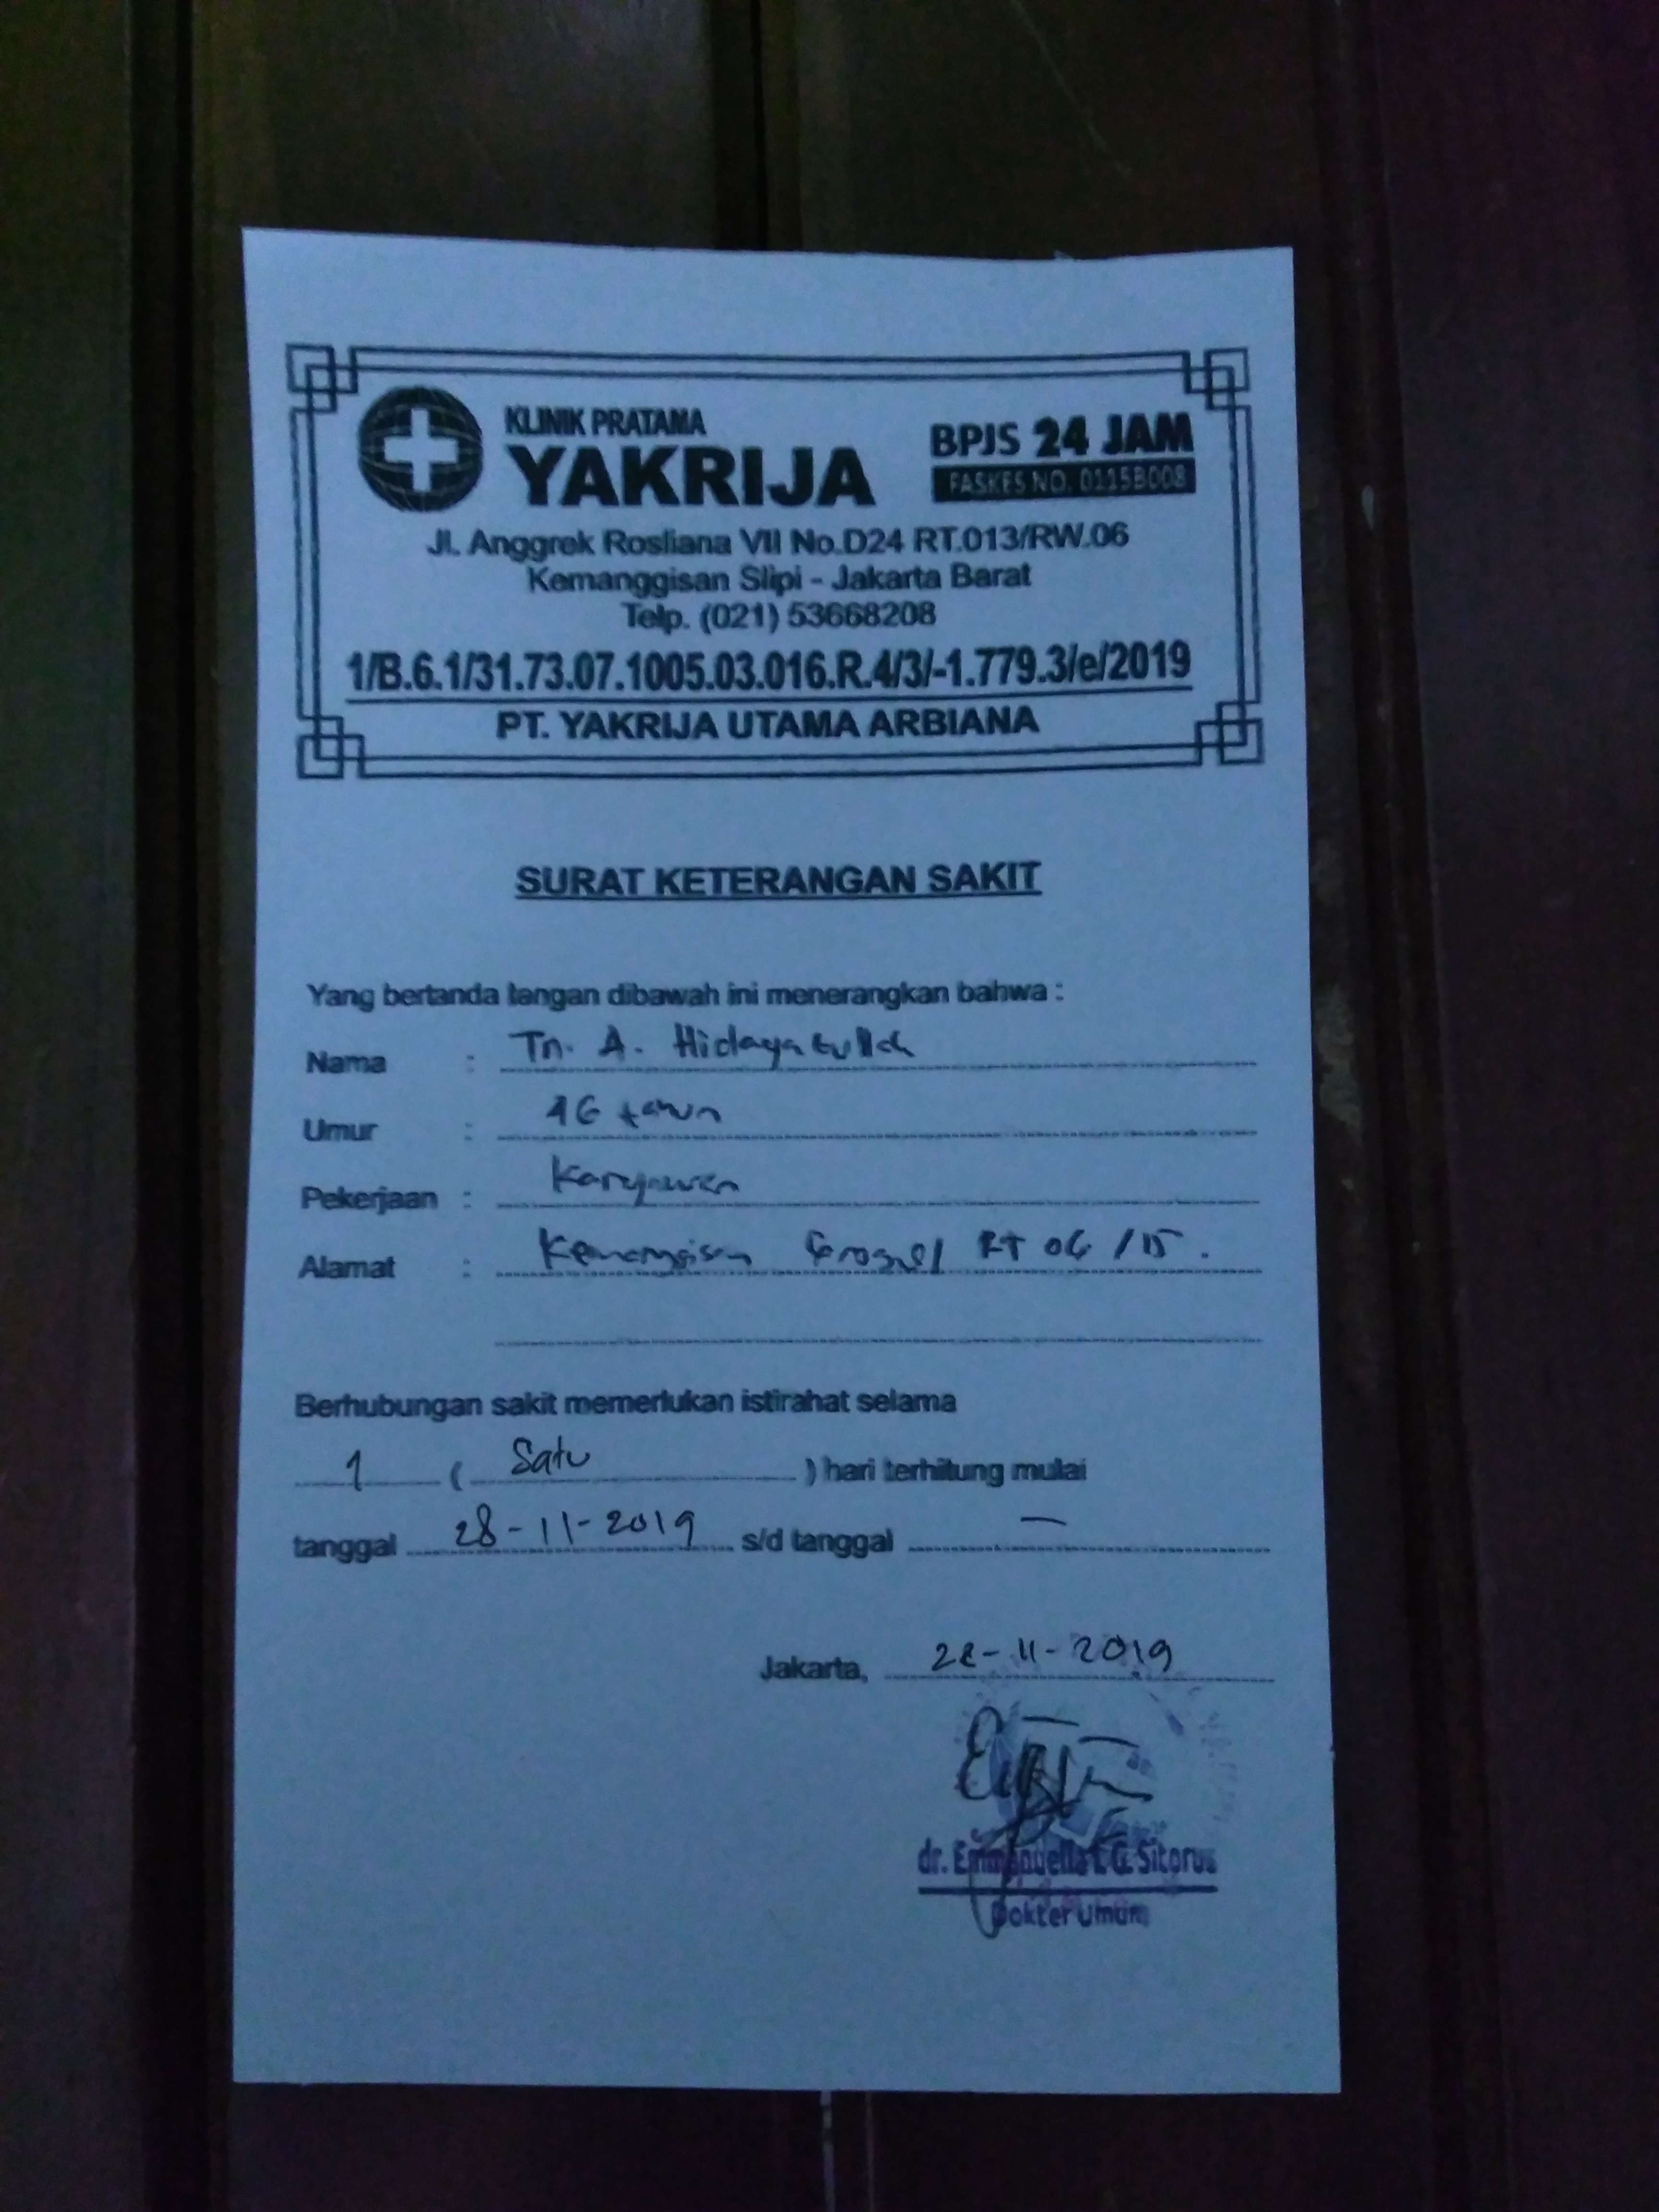 KLINIK PRATAMA
YAKRIJA
BPJS 24 JAM
FASKES NO. 0115B008
Jl. Anggrek Rosliana VII No.D24 RT.013/RW.06
Kemanggisan Slipi - Jakarta Barat
Telp. (021) 53668208
1/B.6.1/31.73.07.1005.03.016.R.4/3/-1.779.3/e/2019
PT. YAKRIJA UTAMA ARBIANA
SURAT KETERANGAN SAKIT
Yang bertanda tangan dibawah ini menerangkan bahwa :
Nama : Tn. A. Hidayatullah
Umur : tahun
Pekerjaan : Karyawan
Alamat : Kemanggisan RT 06 / 15.
Berhubungan sakit memerlukan istirahat selama
1 ( Satu ) hari terhitung mulai
tanggal 28-11-2019 s/d tanggal —
Jakarta, 28-11-2019
dr. Emmanuella G. Sitorus
Dokter Umum